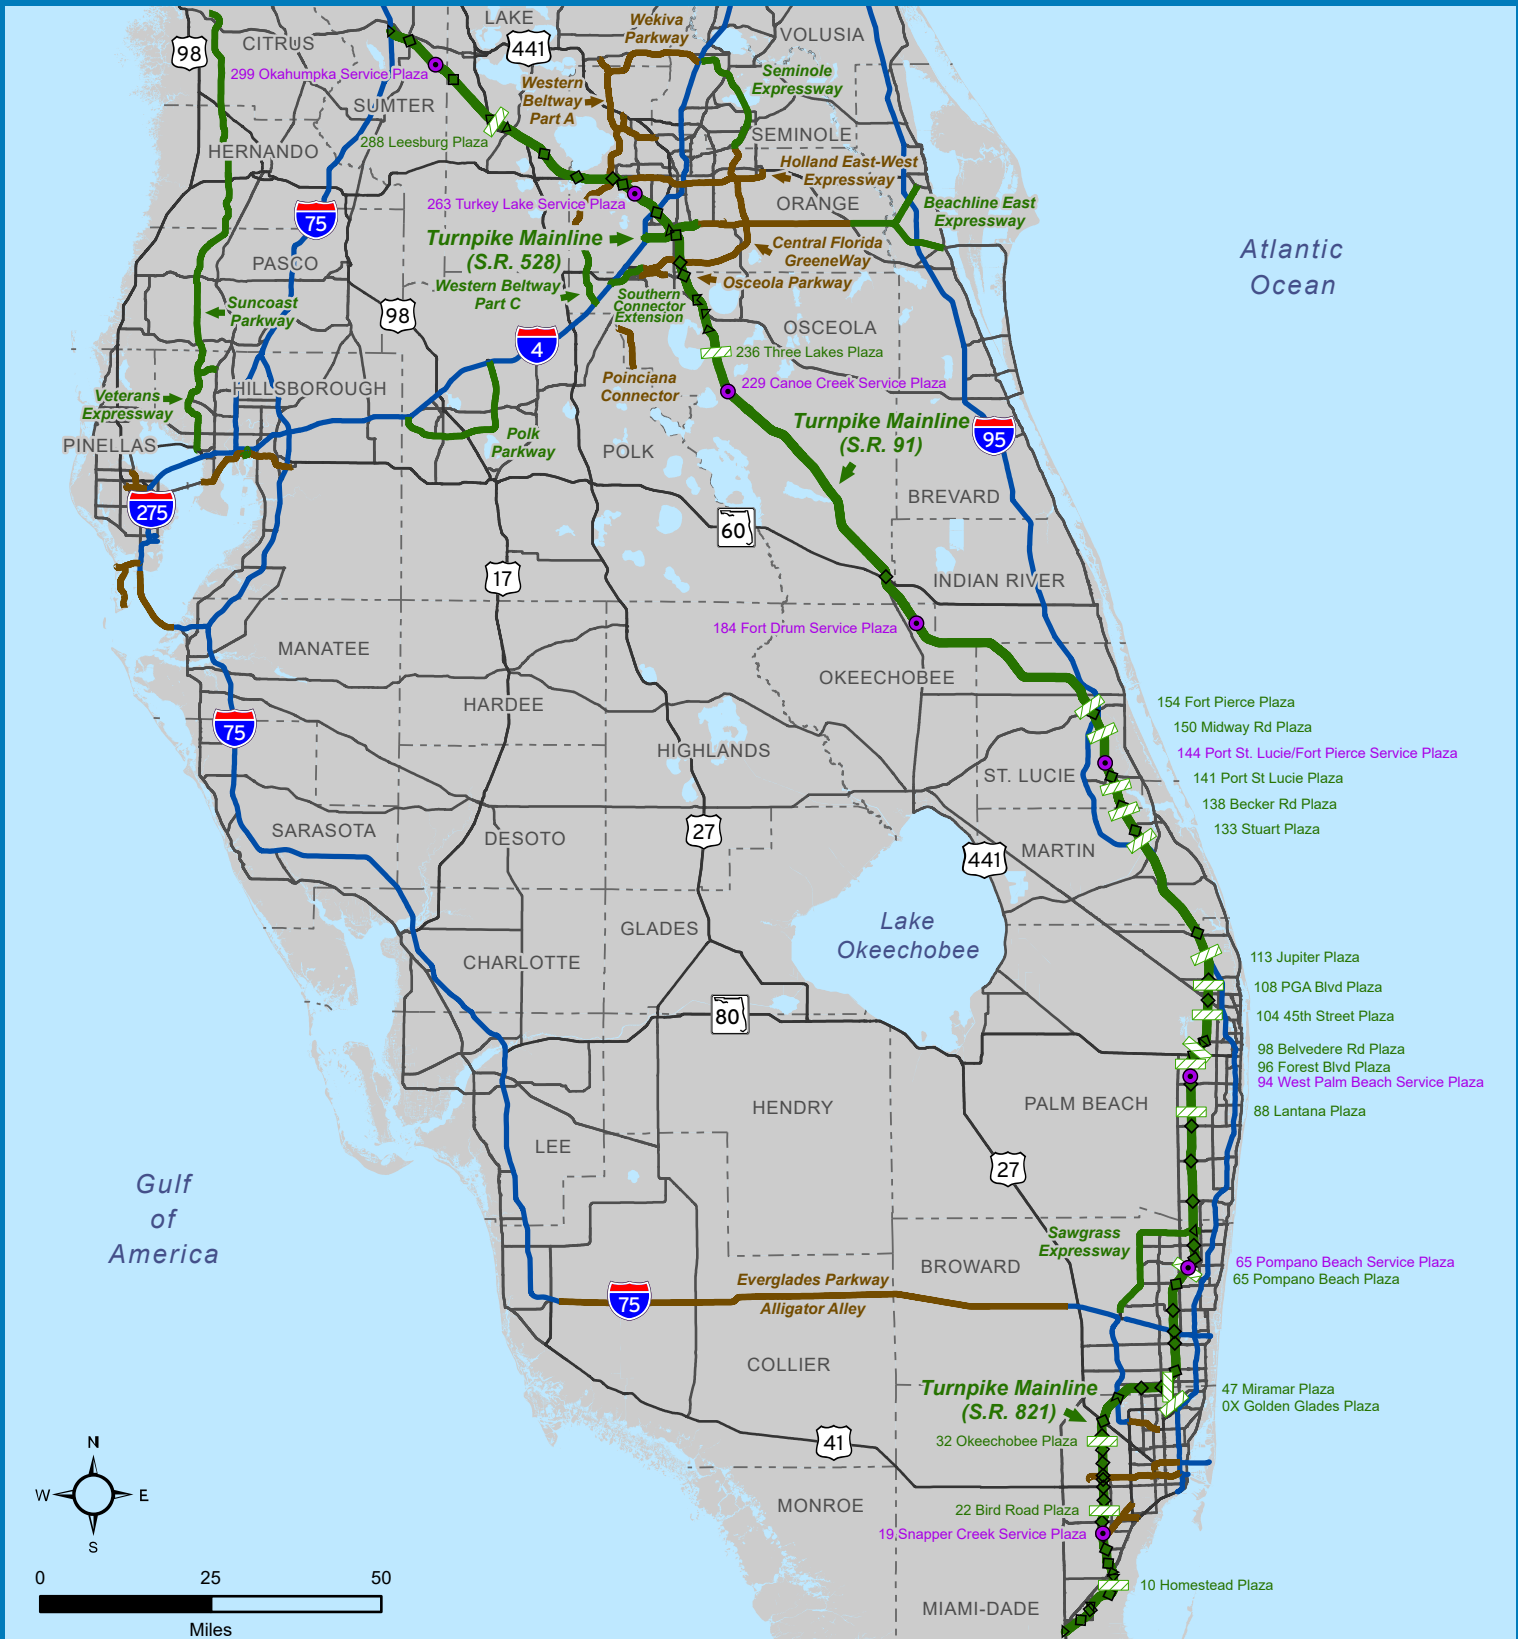 LAKE
441
Wekiva
Parkway
VOLUSIA
98
CITRUS
299 Okahumpka Service Plaza
Western
Beltway
Part A
Seminole
Expressway
SUMTER
SEMINOLE
288 Leesburg Plaza
HERNANDO
Holland East-West
Expressway
75
263 Turkey Lake Service Plaza
ORANGE
Beachline East
Expressway
Turnpike Mainline
(S.R. 528)
Central Florida
GreeneWay
Atlantic
Ocean
PASCO
Western Beltway
Part C
Osceola Parkway
Southern
Connector
Extension
98
Suncoast
Parkway
4
OSCEOLA
236 Three Lakes Plaza
Poinciana
Connector
229 Canoe Creek Service Plaza
HILLSBOROUGH
Veterans
Expressway
Turnpike Mainline
(S.R. 91)
95
PINELLAS
Polk
Parkway
POLK
BREVARD
275
60
17
INDIAN RIVER
184 Fort Drum Service Plaza
MANATEE
OKEECHOBEE
HARDEE
154 Fort Pierce Plaza
75
150 Midway Rd Plaza
HIGHLANDS
144 Port St. Lucie/Fort Pierce Service Plaza
ST. LUCIE
141 Port St Lucie Plaza
138 Becker Rd Plaza
SARASOTA
DESOTO
27
133 Stuart Plaza
441
MARTIN
GLADES
Lake
Okeechobee
CHARLOTTE
113 Jupiter Plaza
108 PGA Blvd Plaza
80
104 45th Street Plaza
98 Belvedere Rd Plaza
96 Forest Blvd Plaza
94 West Palm Beach Service Plaza
HENDRY
PALM BEACH
88 Lantana Plaza
LEE
27
Gulf
of
America
Sawgrass
Expressway
BROWARD
65 Pompano Beach Service Plaza
65 Pompano Beach Plaza
75
Everglades Parkway
Alligator Alley
COLLIER
Turnpike Mainline
(S.R. 821)
47 Miramar Plaza
0X Golden Glades Plaza
41
32 Okeechobee Plaza
N
W
E
S
MONROE
22 Bird Road Plaza
19 Snapper Creek Service Plaza
10 Homestead Plaza
0
25
50
Miles
MIAMI-DADE